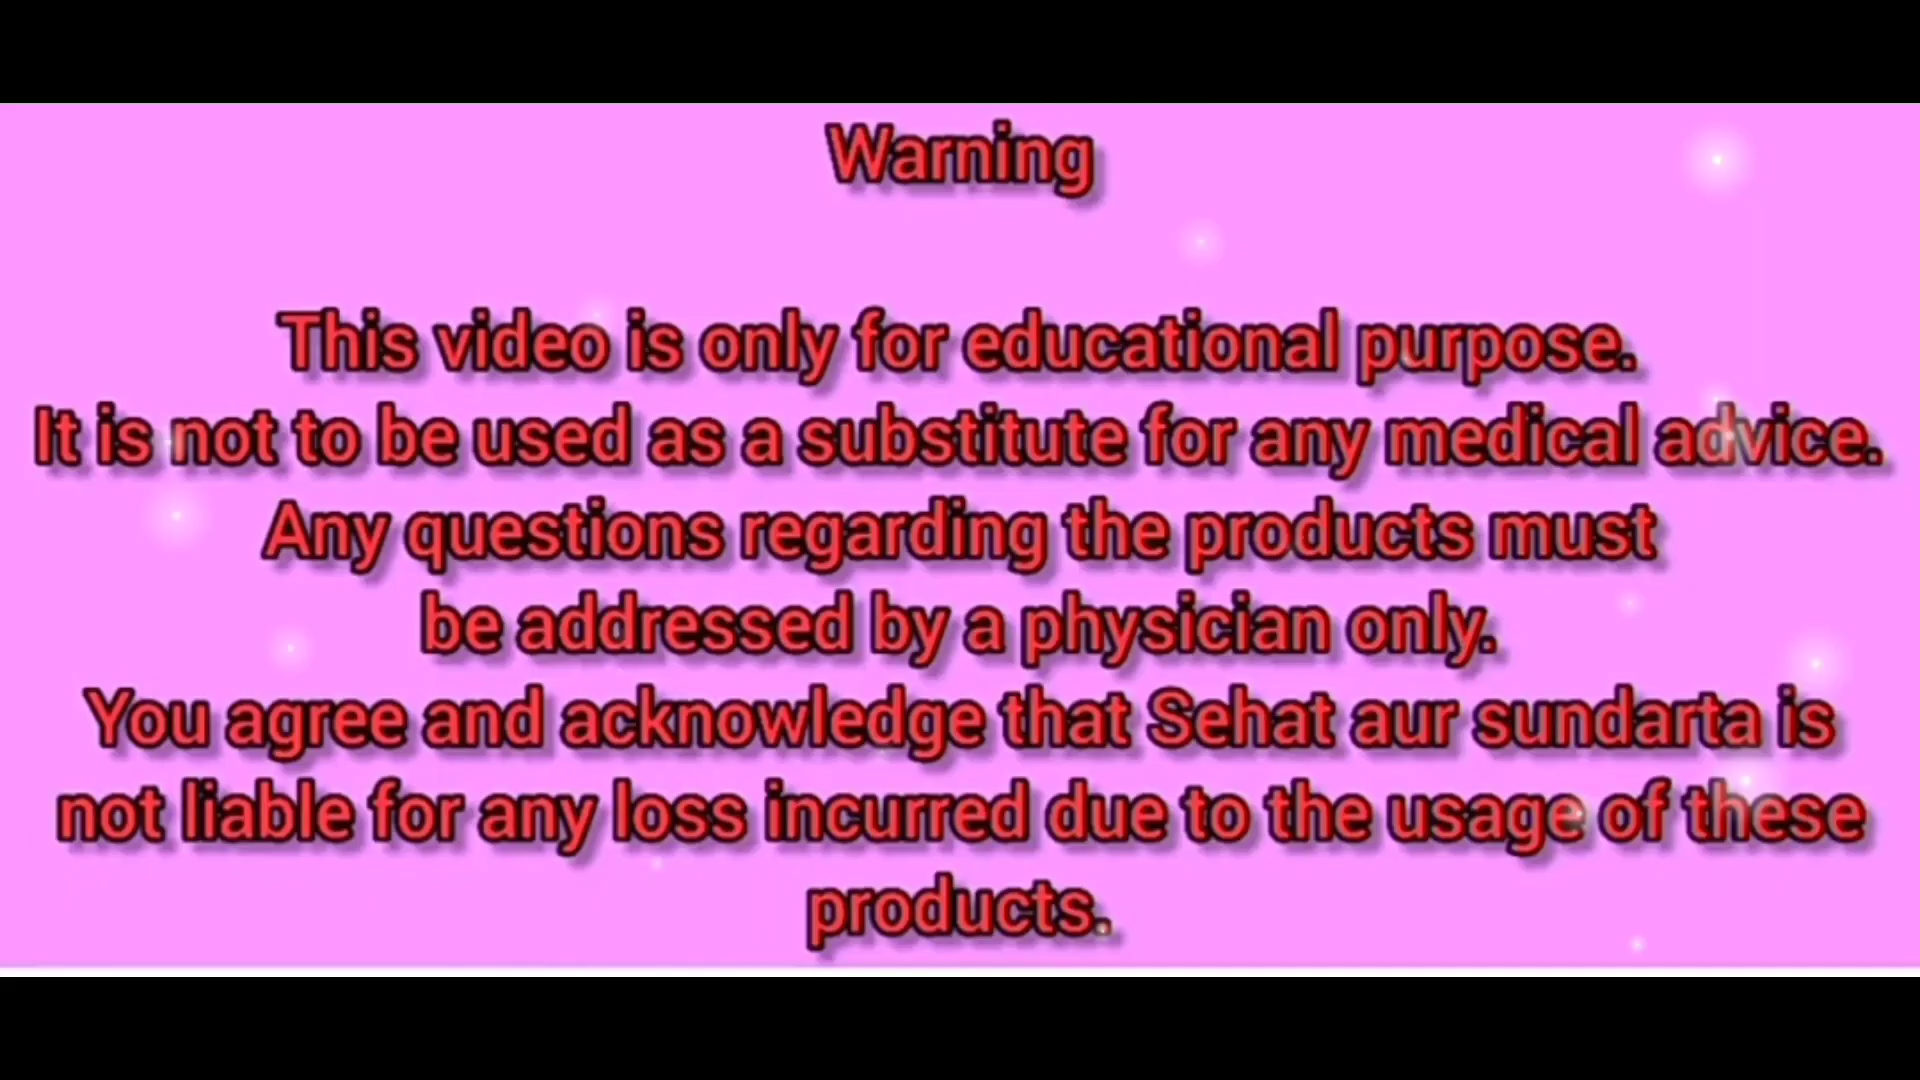 Warning
This video is only for educational purpose.
It is not to be used as a substitute for any medical advice.
Any questions regarding the products must
be addressed by a physician only.
You agree and acknowledge that Sehat aur sundarta is
not liable for any loss incurred due to the usage of these
products.